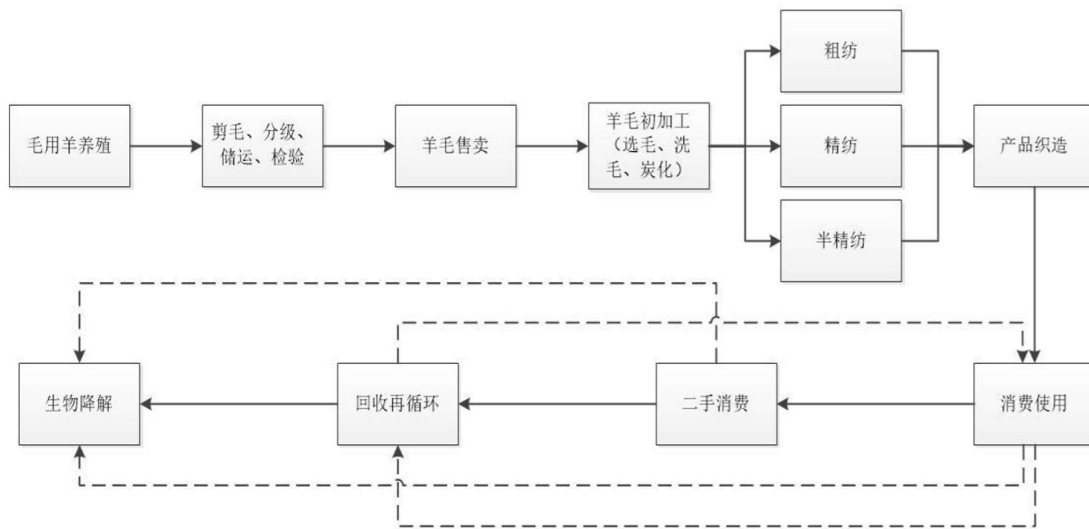 粗纺
毛用羊养殖
剪毛、分级、
储运、检验
羊毛售卖
羊毛初加工
（选毛、洗
毛、炭化）
精纺
产品织造
半精纺
生物降解
回收再循环
二手消费
消费使用